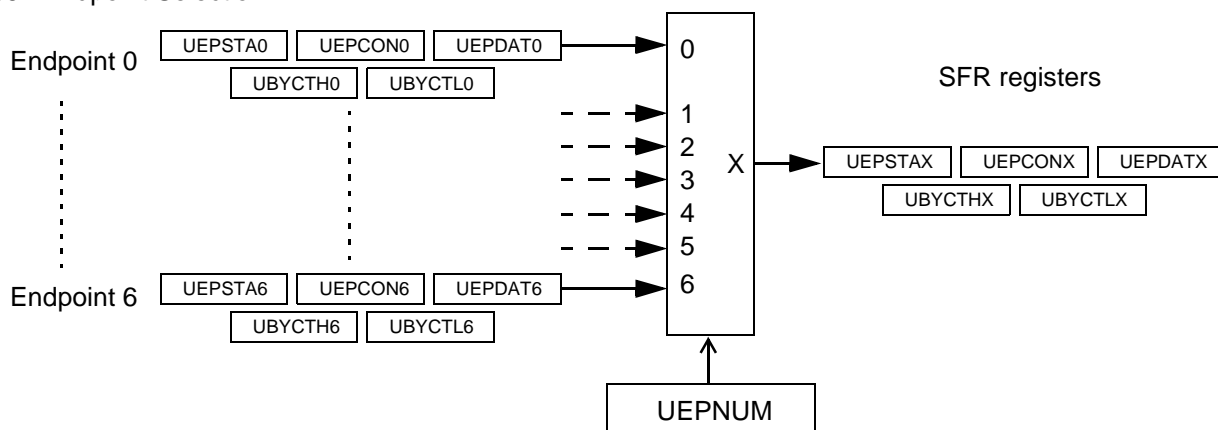 Endpoint 0
UEPSTA0 UEPCON0 UEPDAT0
UBYCTH0 UBYCTL0
0
SFR registers
1
2
3
4
5
6
X
UEPSTAX UEPCONX UEPDATX
UBYCTHX UBYCTLX
Endpoint 6
UEPSTA6 UEPCON6 UEPDAT6
UBYCTH6 UBYCTL6
UEPNUM